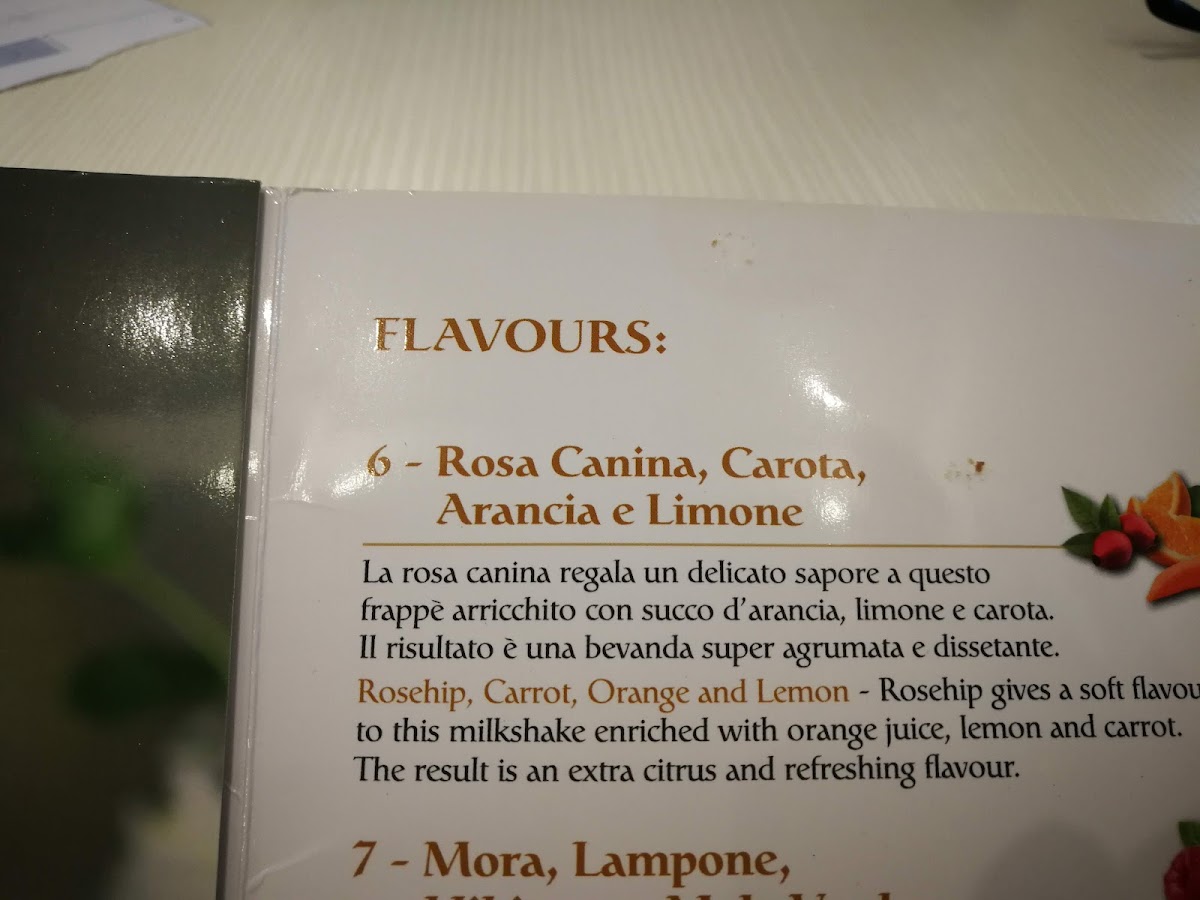 FLAVOURS:
6 - Rosa Canina, Carota,
Arancia e Limone
La rosa canina regala un delicato sapore a questo
frappè arricchito con succo d'arancia, limone e carota.
Il risultato è una bevanda super agrumata e dissetante.
Rosehip, Carrot, Orange and Lemon - Rosehip gives a soft flavou
to this milkshake enriched with orange juice, lemon and carrot.
The result is an extra citrus and refreshing flavour.
7 - Mora, Lampone,